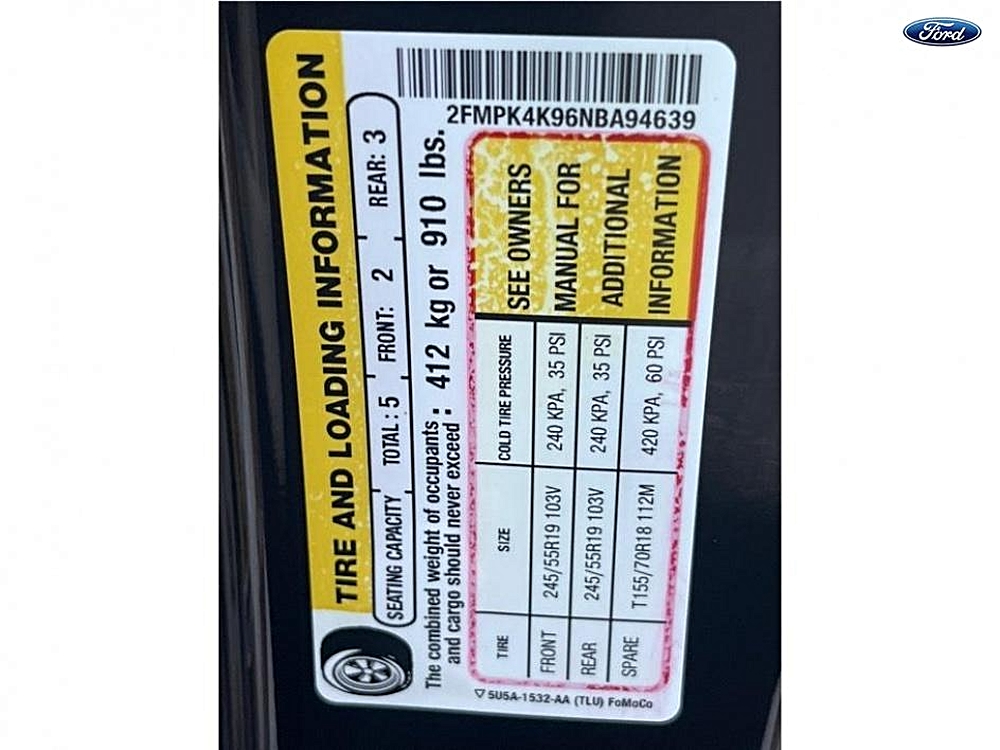 Ford
2FMPK4K96NBA94639
TIRE AND LOADING INFORMATION
SEATING CAPACITY TOTAL: 5 FRONT: 2 REAR: 3
The combined weight of occupants : 412 kg or 910 lbs.
and cargo should never exceed :
TIRE SIZE COLD TIRE PRESSURE
FRONT 245/55R19 103V 240 KPA, 35 PSI
REAR 245/55R19 103V 240 KPA, 35 PSI
SPARE T155/70R18 112M 420 KPA, 60 PSI
SEE OWNERS
MANUAL FOR
ADDITIONAL
INFORMATION
5U5A-1532-AA (TLU) FoMoCo